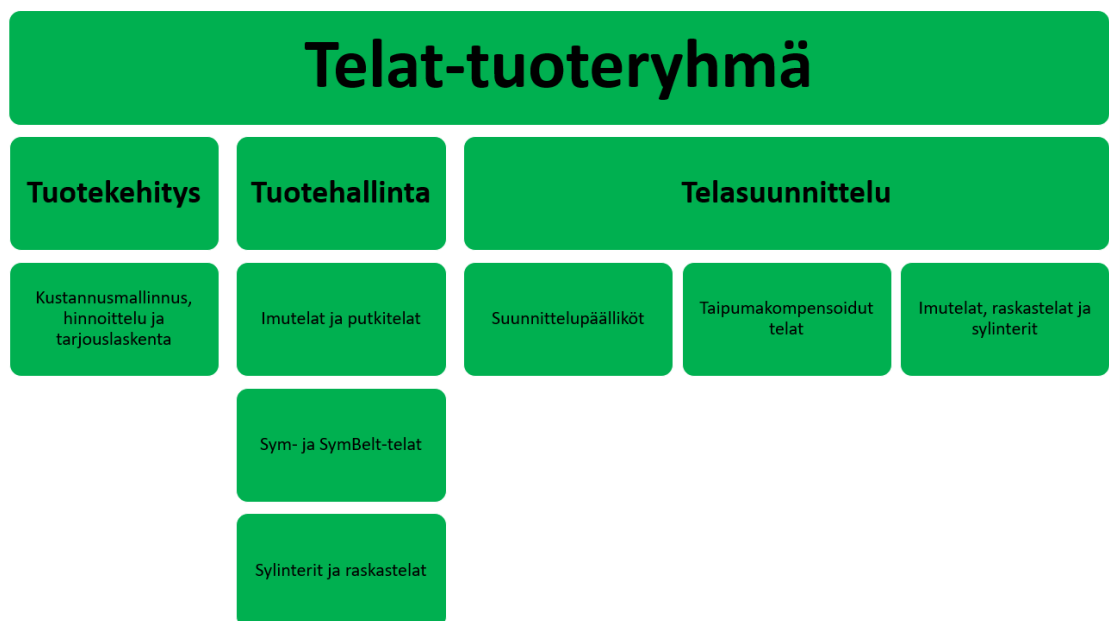 Telat-tuoteryhmä
Tuotekehitys
Tuotehallinta
Telasuunnittelu
Kustannusmallinnus,
hinnoittelu ja
tarjouslaskenta
Imutelat ja putkitelat
Suunnittelupäälliköt
Taipumakompensoidut
telat
Imutelat, raskastelat ja
sylinterit
Sym- ja SymBelt-telat
Sylinterit ja raskastelat